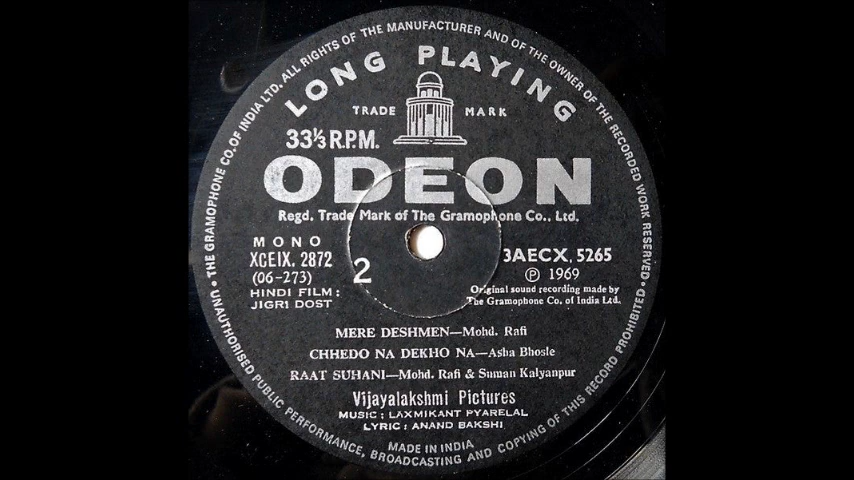 ALL RIGHTS OF THE MANUFACTURER AND OF THE OWNER OF THE RECORDED WORK RESERVED · UNAUTHORISED PUBLIC PERFORMANCE, BROADCASTING AND COPYING OF THIS RECORD PROHIBITED · THE GRAMOPHONE CO. OF INDIA LTD.
LONG PLAYING
TRADE MARK
33⅓ R.P.M.
ODEON
Regd. Trade Mark of The Gramophone Co., Ltd.
MONO
XCEIX. 2872
(06-273)
HINDI FILM :
JIGRI DOST
2
3AECX. 5265
Ⓟ 1969
Original sound recording made by
The Gramophone Co. of India Ltd.
MERE DESHMEN—Mohd. Rafi
CHHEDO NA DEKHO NA—Asha Bhosle
RAAT SUHANI—Mohd. Rafi & Suman Kalyanpur
Vijayalakshmi Pictures
MUSIC : LAXMIKANT PYARELAL
LYRIC : ANAND BAKSHI
MADE IN INDIA